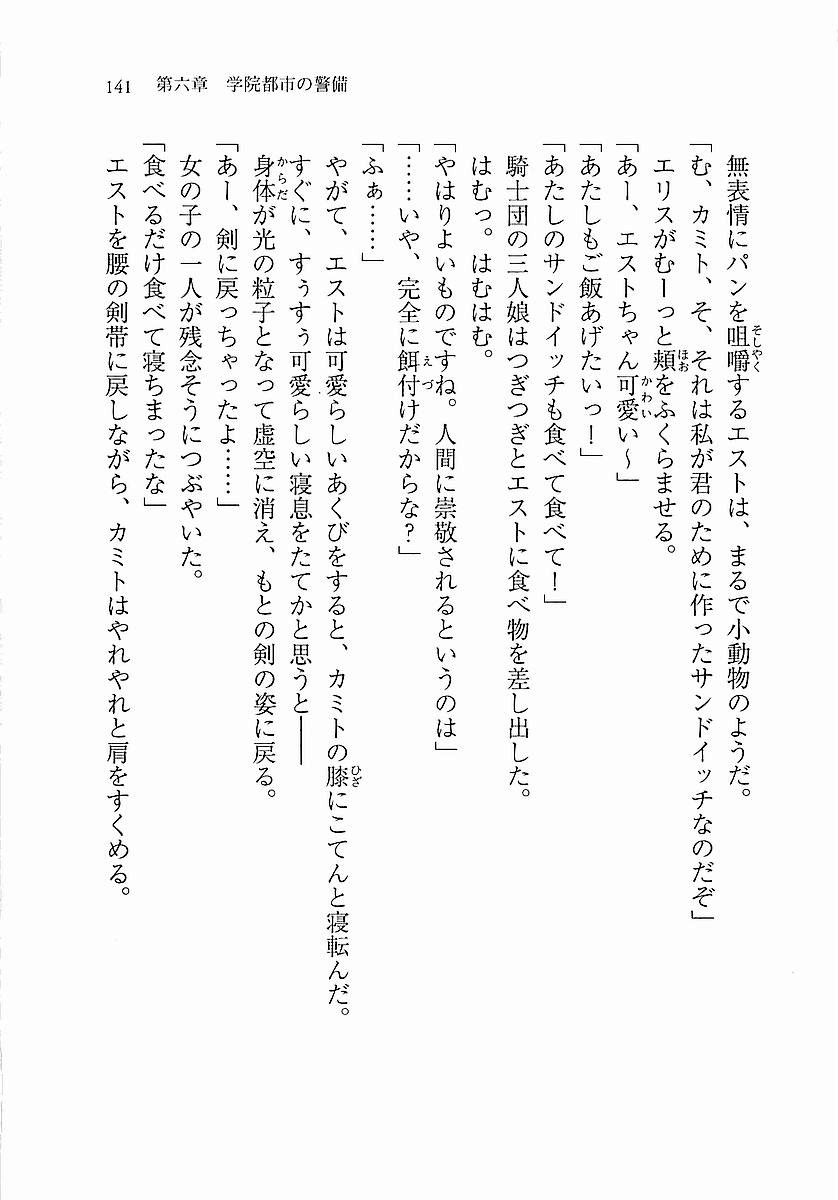 141　第六章　学院都市の警備
　無表情にパンを咀嚼するエストは、まるで小動物のようだ。
「む、カミト、そ、それは私が君のために作ったサンドイッチなのだぞ」
　エリスがむーっと頬をふくらませる。
「あー、エストちゃん可愛い〜」
「あたしもご飯あげたいっ！」
「あたしのサンドイッチも食べて食べて！」
　騎士団の三人娘はつぎつぎとエストに食べ物を差し出した。
　はむっ。はむはむ。
「やはりよいものですね。人間に崇敬されるというのは」
「……いや、完全に餌付けだからな？」
「ふぁ……」
　やがて、エストは可愛らしいあくびをすると、カミトの膝にこてんと寝転んだ。
　すぐに、すぅすぅ可愛らしい寝息をたてかと思うと――
　身体が光の粒子となって虚空に消え、もとの剣の姿に戻る。
「あー、剣に戻っちゃったよ……」
　女の子の一人が残念そうにつぶやいた。
「食べるだけ食べて寝ちまったな」
　エストを腰の剣帯に戻しながら、カミトはやれやれと肩をすくめる。